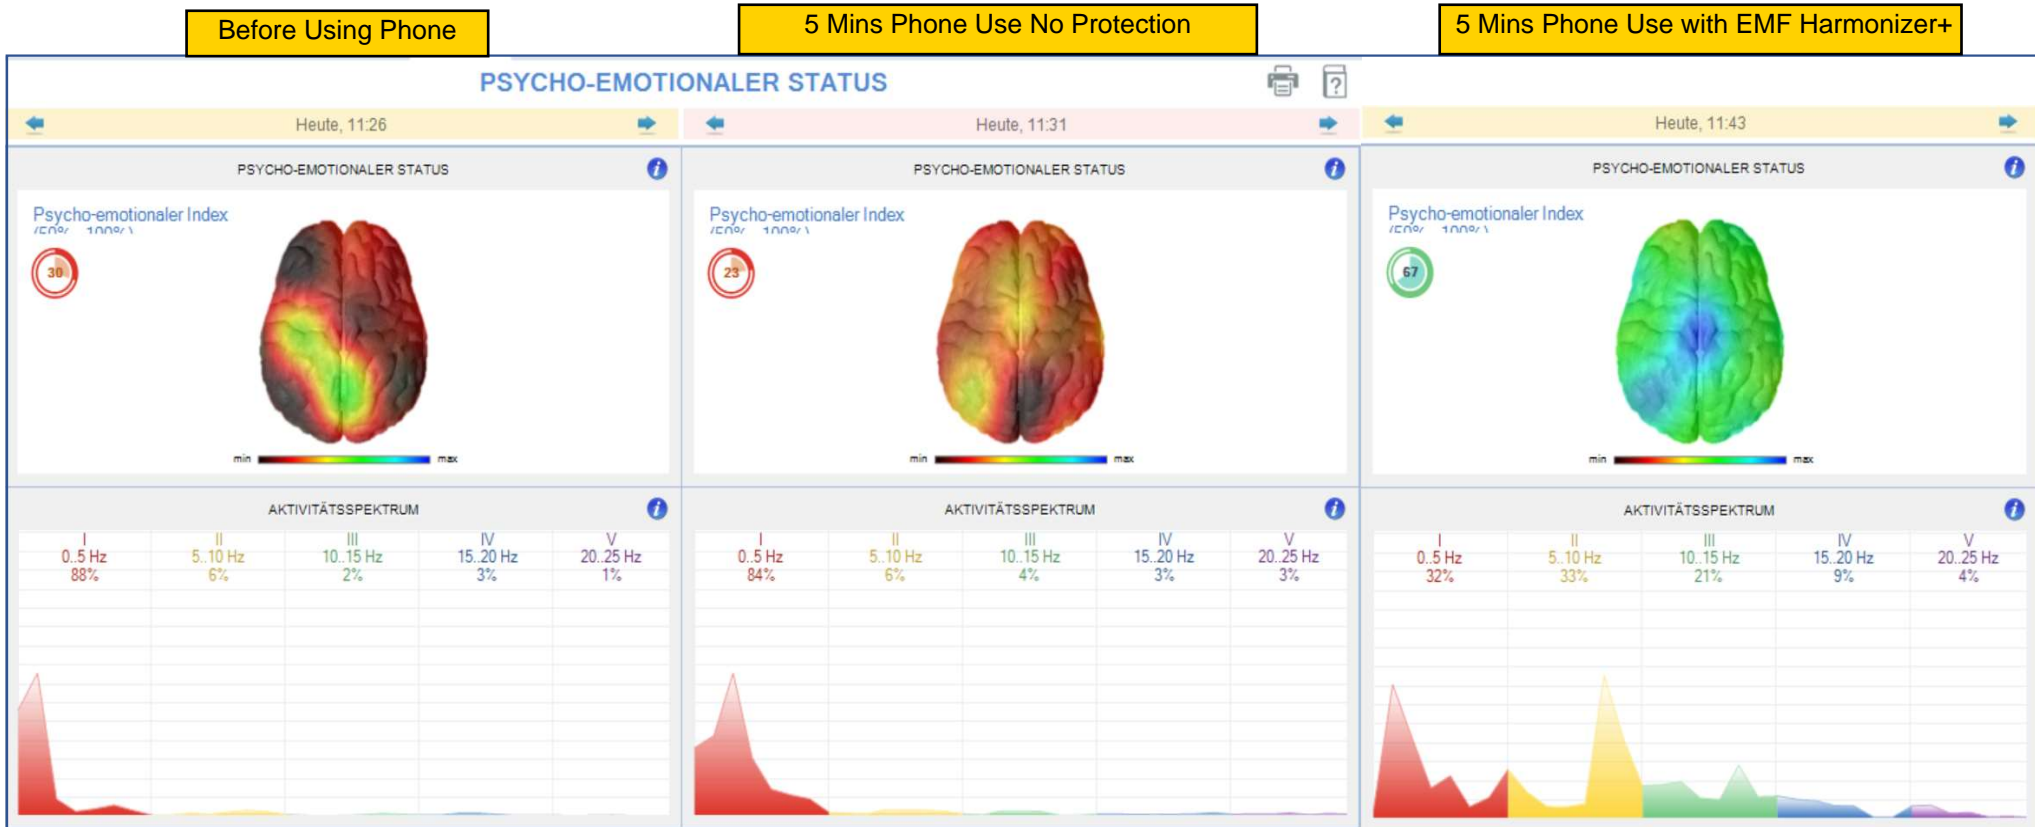 Before Using Phone
5 Mins Phone Use No Protection
5 Mins Phone Use with EMF Harmonizer+
PSYCHO-EMOTIONALER STATUS
Heute, 11:26
Heute, 11:31
Heute, 11:43
PSYCHO-EMOTIONALER STATUS
Psycho-emotionaler Index
(50% 100%)
30
min
max
PSYCHO-EMOTIONALER STATUS
Psycho-emotionaler Index
(50% 100%)
23
min
max
PSYCHO-EMOTIONALER STATUS
Psycho-emotionaler Index
(50% 100%)
67
min
max
AKTIVITÄTSSPEKTRUM
I II III IV V
0..5 Hz 5..10 Hz 10..15 Hz 15..20 Hz 20..25 Hz
88% 6% 2% 3% 1%
AKTIVITÄTSSPEKTRUM
I II III IV V
0..5 Hz 5..10 Hz 10..15 Hz 15..20 Hz 20..25 Hz
84% 6% 4% 3% 3%
AKTIVITÄTSSPEKTRUM
I II III IV V
0..5 Hz 5..10 Hz 10..15 Hz 15..20 Hz 20..25 Hz
32% 33% 21% 9% 4%